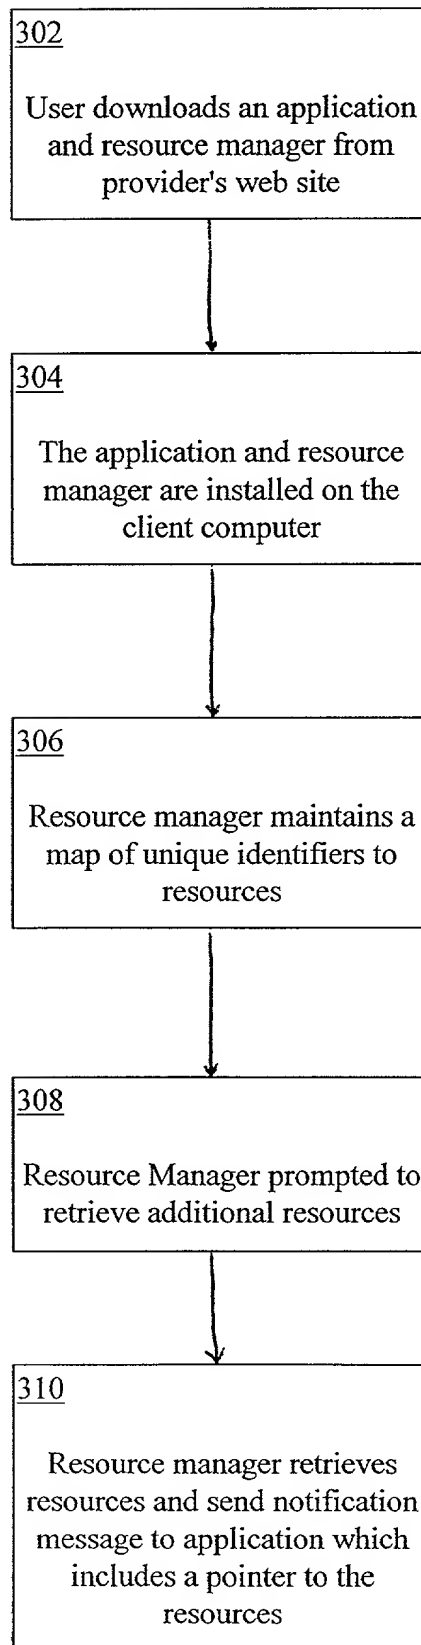 302
User downloads an application
and resource manager from
provider's web site
304
The application and resource
manager are installed on the
client computer
306
Resource manager maintains a
map of unique identifiers to
resources
308
Resource Manager prompted to
retrieve additional resources
310
Resource manager retrieves
resources and send notification
message to application which
includes a pointer to the
resources